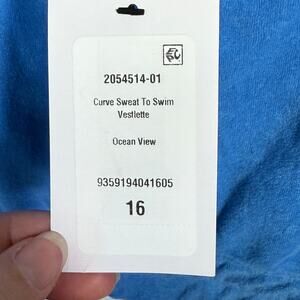 2054514-01
Curve Sweat To Swim
Vestlette
Ocean View
9359194041605
16